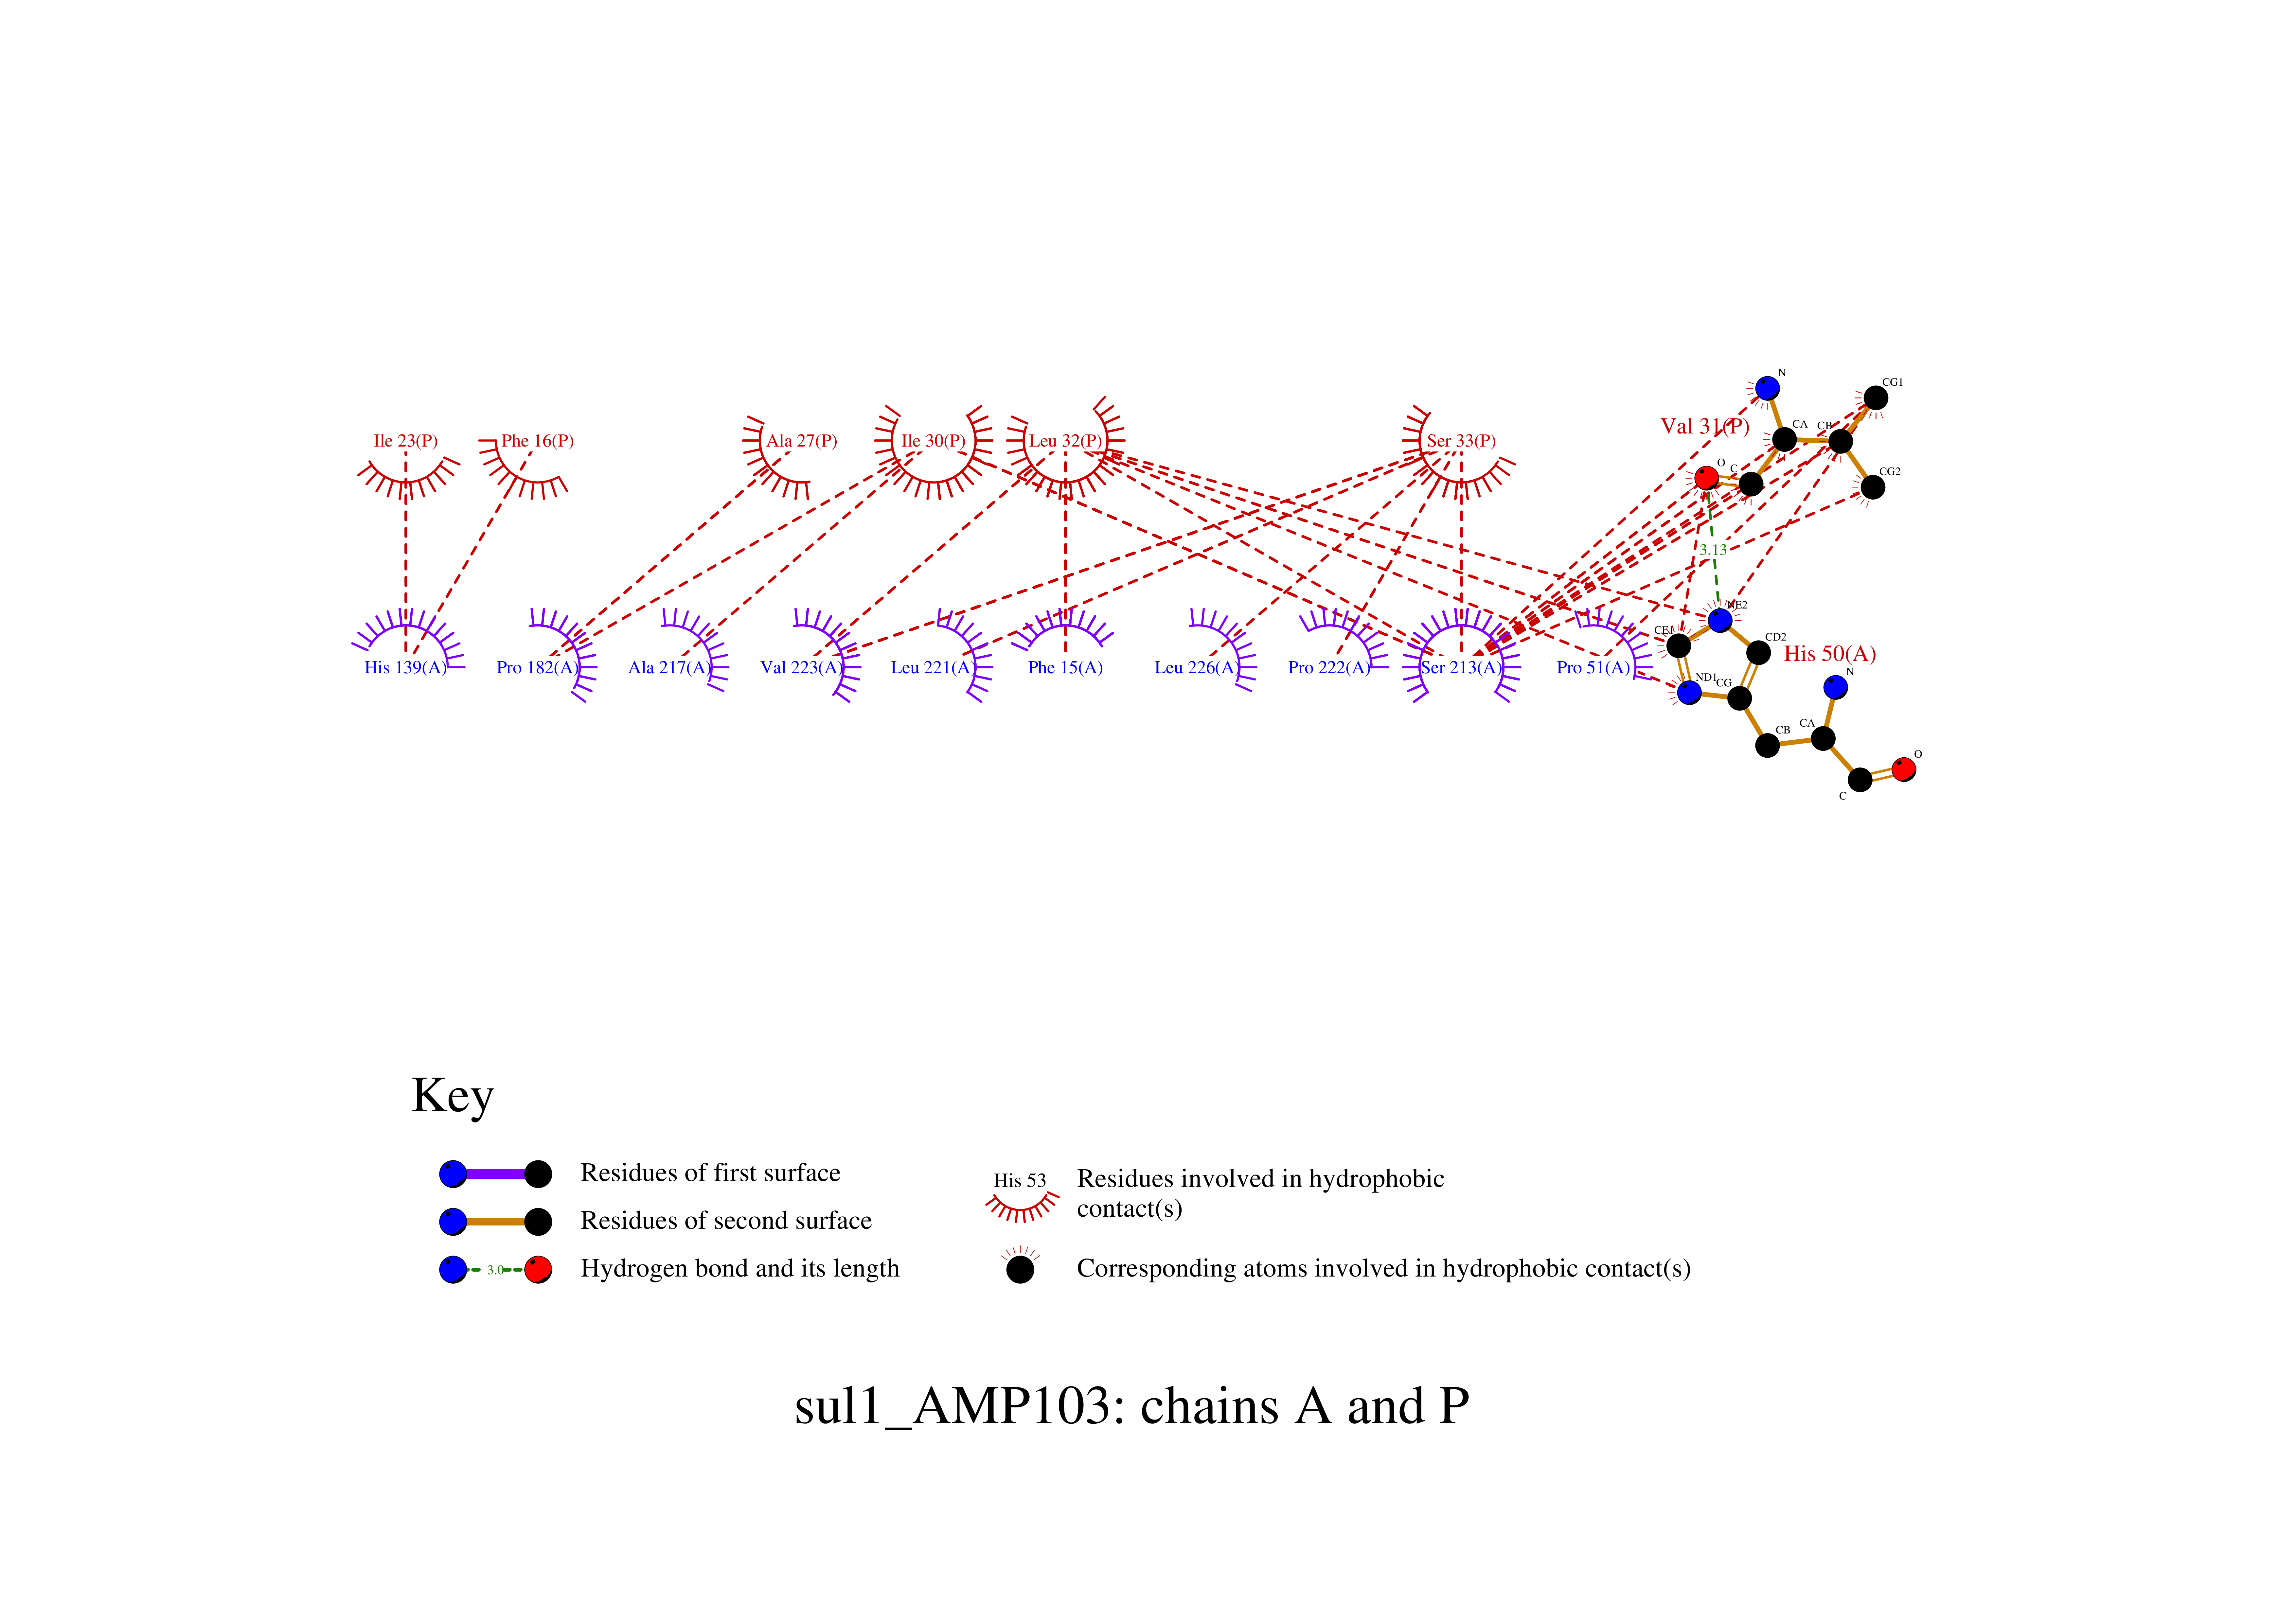 N
CG1
Val 31(P)
CA
CB
Ile 23(P)
Phe 16(P)
Ala 27(P)
Ile 30(P)
Leu 32(P)
Ser 33(P)
O
C
CG2
3.13
NE2
CE1
CD2
His 50(A)
His 139(A)
Pro 182(A)
Ala 217(A)
Val 223(A)
Leu 221(A)
Phe 15(A)
Leu 226(A)
Pro 222(A)
Ser 213(A)
Pro 51(A)
ND1
CG
N
CB
CA
O
C
Key
Residues of first surface
Residues of second surface
3.0
Hydrogen bond and its length
His 53
Residues involved in hydrophobic
contact(s)
Corresponding atoms involved in hydrophobic contact(s)
sul1_AMP103: chains A and P